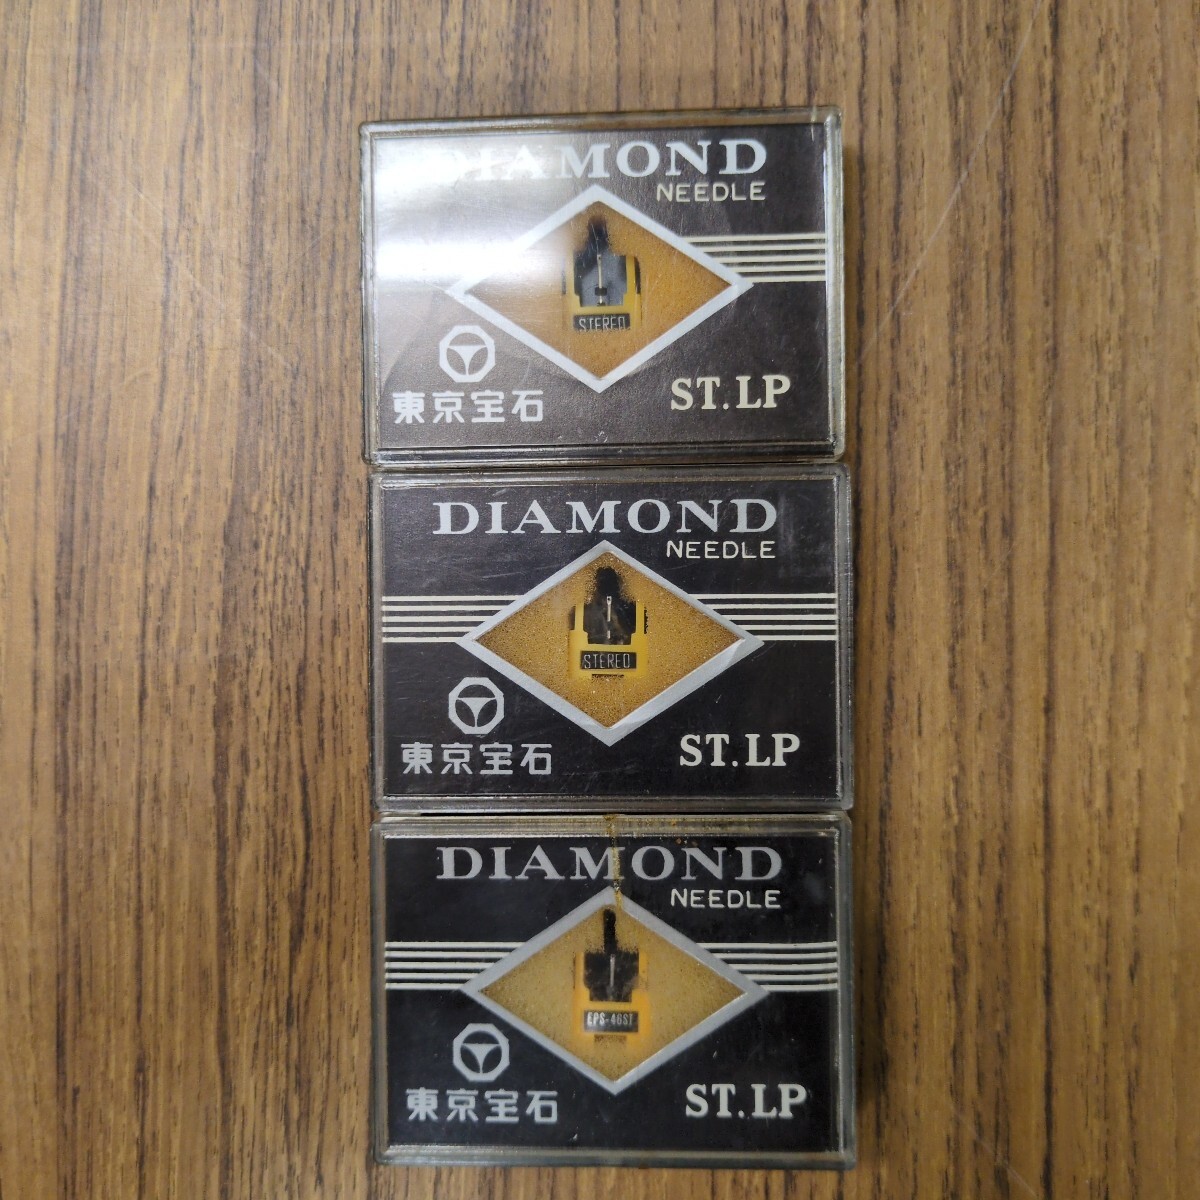 DIAMOND
NEEDLE
STEREO
ST.LP
東京宝石
DIAMOND
NEEDLE
STEREO
ST.LP
東京宝石
DIAMOND
NEEDLE
EPS-46ST
ST.LP
東京宝石